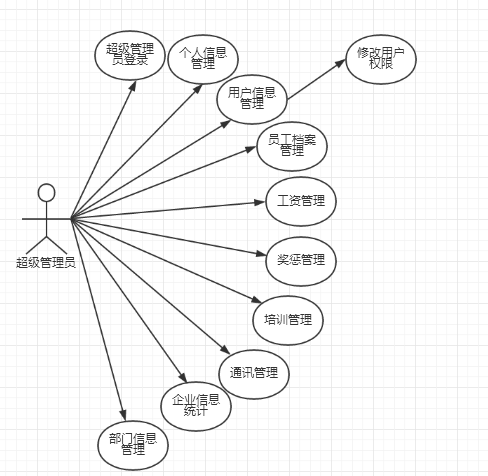 超级管理
员登录
个人信息
管理
修改用户
权限
用户信息
管理
员工档案
管理
工资管理
奖惩管理
超级管理员
培训管理
通讯管理
企业信息
统计
部门信息
管理